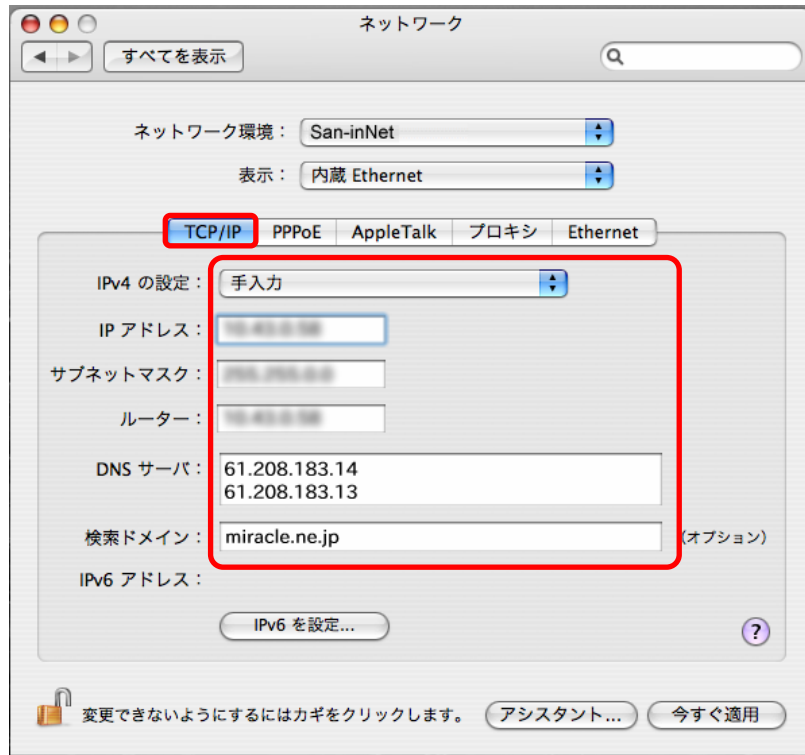 ネットワーク
すべてを表示
ネットワーク環境： San-inNet
表示： 内蔵 Ethernet
TCP/IP PPPoE AppleTalk プロキシ Ethernet
IPv4 の設定： 手入力
IP アドレス：
サブネットマスク：
ルーター：
DNS サーバ： 61.208.183.14
61.208.183.13
検索ドメイン： miracle.ne.jp （オプション）
IPv6 アドレス：
IPv6 を設定...
?
変更できないようにするにはカギをクリックします。 アシスタント... 今すぐ適用